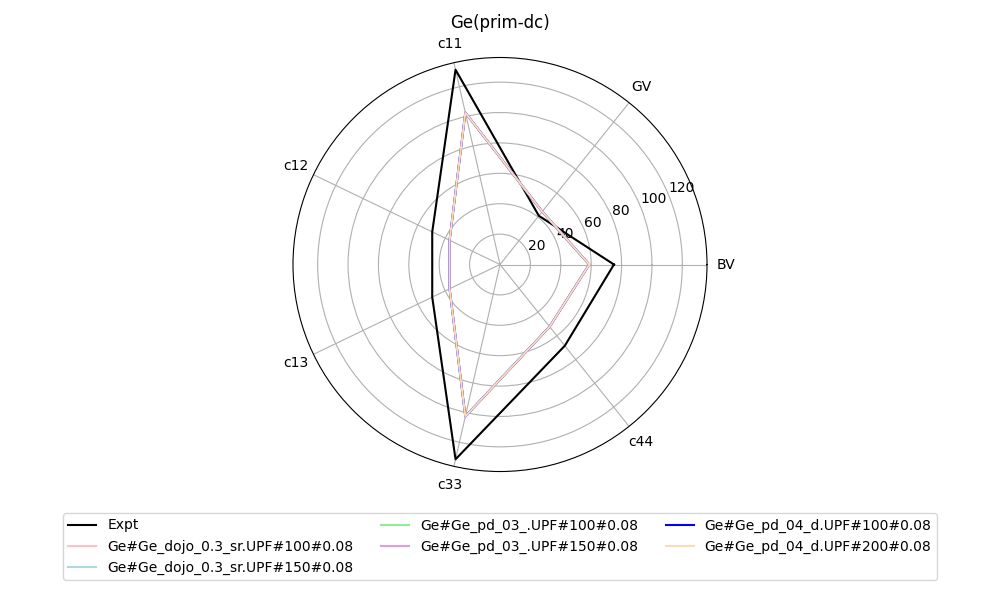 Ge(prim-dc)
c11
GV
c12
120
100
80
60
40
20
BV
c13
c44
c33
Expt
Ge#Ge_dojo_0.3_sr.UPF#100#0.08
Ge#Ge_dojo_0.3_sr.UPF#150#0.08
Ge#Ge_pd_03_.UPF#100#0.08
Ge#Ge_pd_03_.UPF#150#0.08
Ge#Ge_pd_04_d.UPF#100#0.08
Ge#Ge_pd_04_d.UPF#200#0.08